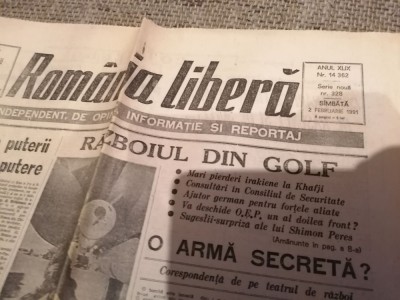 România liberă
ANUL XLIX
Nr. 14 362
Serie nouă
nr. 328
SÎMBĂTĂ
2 FEBRUARIE 1991
INDEPENDENT, DE OPINIE, INFORMAȚIE ȘI REPORTAJ
puterii
putere
RĂZBOIUL DIN GOLF
• Mari pierderi irakiene la Khafji
• Consultări în Consiliul de Securitate
• Ajutor german pentru forțele aliate
• Va deschide O.E.P. un al doilea front?
• Sugestii-surpriză ale lui Shimon Peres
(Amănunte în pag. a 8-a)
O ARMĂ SECRETĂ?
Corespondență de pe teatrul de război